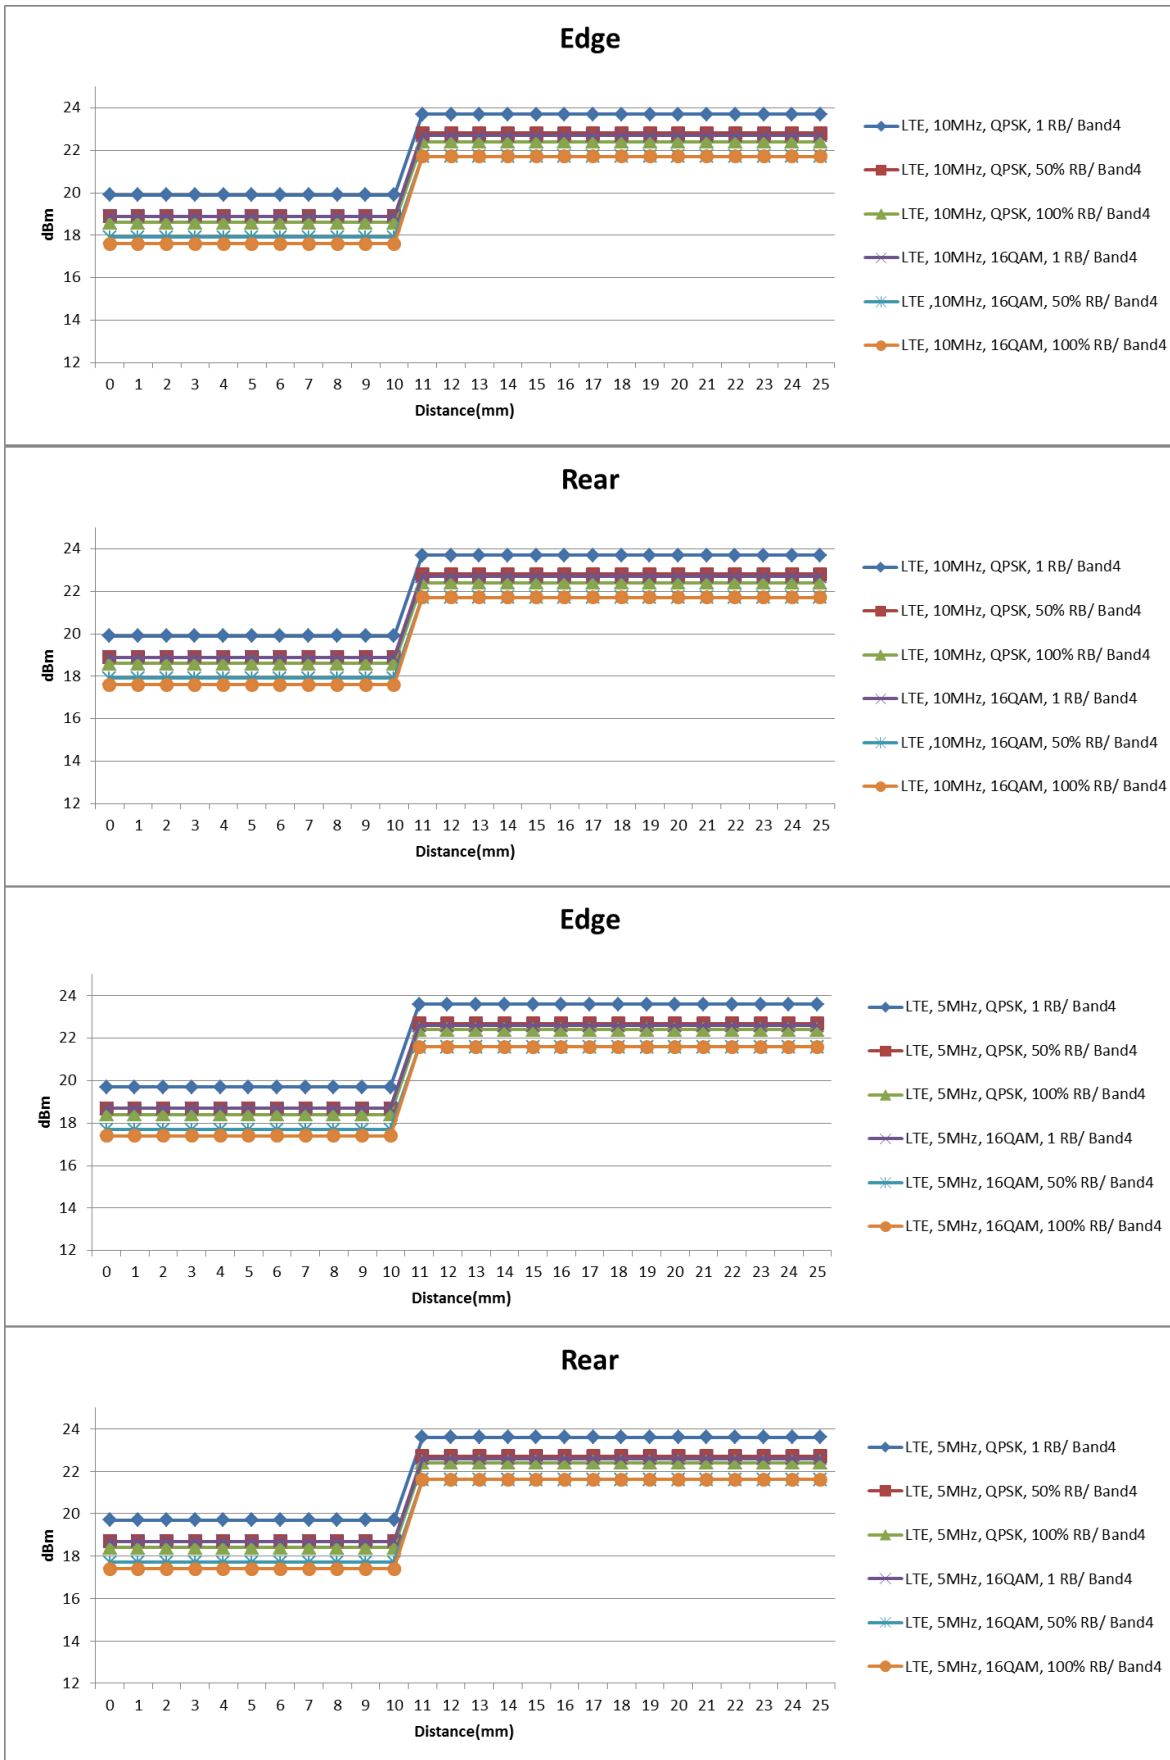 Edge
24
22
20
18
16
14
12
dBm
0 1 2 3 4 5 6 7 8 9 10 11 12 13 14 15 16 17 18 19 20 21 22 23 24 25
Distance(mm)
LTE, 10MHz, QPSK, 1 RB/ Band4
LTE, 10MHz, QPSK, 50% RB/ Band4
LTE, 10MHz, QPSK, 100% RB/ Band4
LTE, 10MHz, 16QAM, 1 RB/ Band4
LTE ,10MHz, 16QAM, 50% RB/ Band4
LTE, 10MHz, 16QAM, 100% RB/ Band4
Rear
24
22
20
18
16
14
12
dBm
0 1 2 3 4 5 6 7 8 9 10 11 12 13 14 15 16 17 18 19 20 21 22 23 24 25
Distance(mm)
LTE, 10MHz, QPSK, 1 RB/ Band4
LTE, 10MHz, QPSK, 50% RB/ Band4
LTE, 10MHz, QPSK, 100% RB/ Band4
LTE, 10MHz, 16QAM, 1 RB/ Band4
LTE ,10MHz, 16QAM, 50% RB/ Band4
LTE, 10MHz, 16QAM, 100% RB/ Band4
Edge
24
22
20
18
16
14
12
dBm
0 1 2 3 4 5 6 7 8 9 10 11 12 13 14 15 16 17 18 19 20 21 22 23 24 25
Distance(mm)
LTE, 5MHz, QPSK, 1 RB/ Band4
LTE, 5MHz, QPSK, 50% RB/ Band4
LTE, 5MHz, QPSK, 100% RB/ Band4
LTE, 5MHz, 16QAM, 1 RB/ Band4
LTE, 5MHz, 16QAM, 50% RB/ Band4
LTE, 5MHz, 16QAM, 100% RB/ Band4
Rear
24
22
20
18
16
14
12
dBm
0 1 2 3 4 5 6 7 8 9 10 11 12 13 14 15 16 17 18 19 20 21 22 23 24 25
Distance(mm)
LTE, 5MHz, QPSK, 1 RB/ Band4
LTE, 5MHz, QPSK, 50% RB/ Band4
LTE, 5MHz, QPSK, 100% RB/ Band4
LTE, 5MHz, 16QAM, 1 RB/ Band4
LTE, 5MHz, 16QAM, 50% RB/ Band4
LTE, 5MHz, 16QAM, 100% RB/ Band4